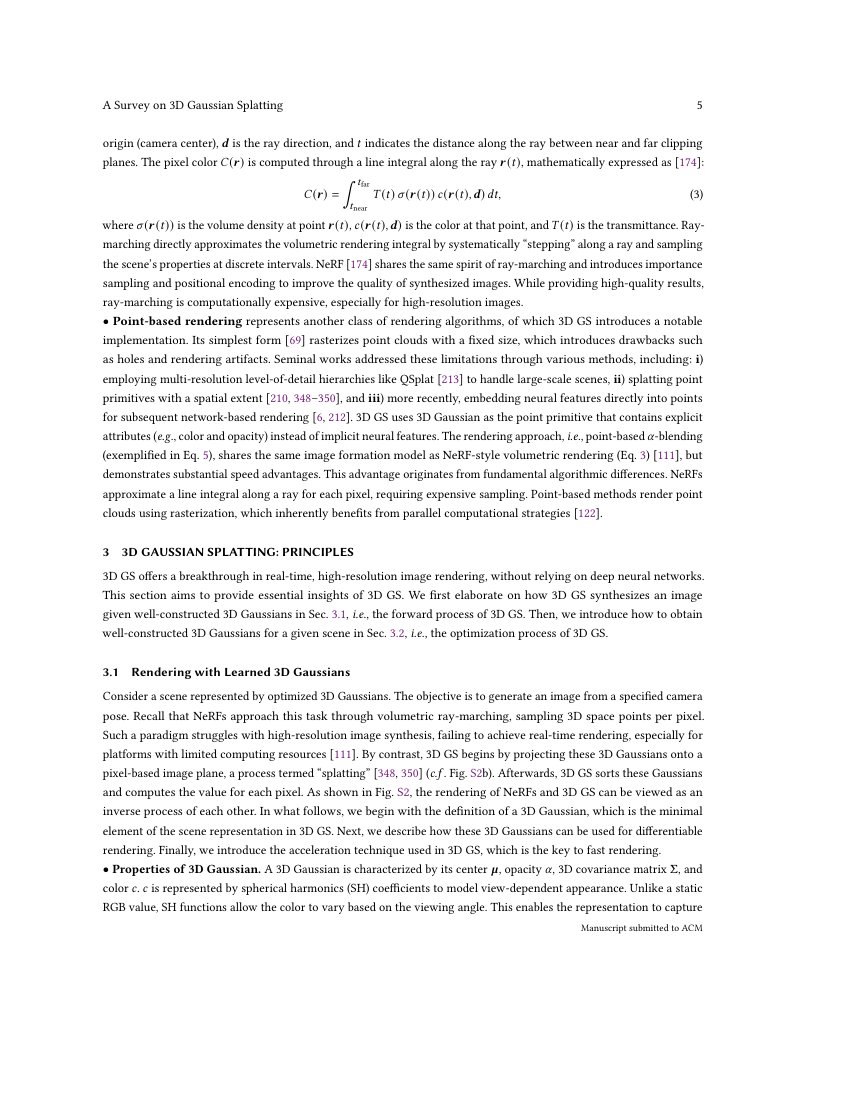 A Survey on 3D Gaussian Splatting 5
origin (camera center), d is the ray direction, and t indicates the distance along the ray between near and far clipping
planes. The pixel color C(r) is computed through a line integral along the ray r(t), mathematically expressed as [174]:
C(r) = ∫_{t_near}^{t_far} T(t) σ(r(t)) c(r(t), d) dt, (3)
where σ(r(t)) is the volume density at point r(t), c(r(t), d) is the color at that point, and T(t) is the transmittance. Ray-
marching directly approximates the volumetric rendering integral by systematically “stepping” along a ray and sampling
the scene’s properties at discrete intervals. NeRF [174] shares the same spirit of ray-marching and introduces importance
sampling and positional encoding to improve the quality of synthesized images. While providing high-quality results,
ray-marching is computationally expensive, especially for high-resolution images.
• Point-based rendering represents another class of rendering algorithms, of which 3D GS introduces a notable
implementation. Its simplest form [69] rasterizes point clouds with a fixed size, which introduces drawbacks such
as holes and rendering artifacts. Seminal works addressed these limitations through various methods, including: i)
employing multi-resolution level-of-detail hierarchies like QSplat [213] to handle large-scale scenes, ii) splatting point
primitives with a spatial extent [210, 348–350], and iii) more recently, embedding neural features directly into points
for subsequent network-based rendering [6, 212]. 3D GS uses 3D Gaussian as the point primitive that contains explicit
attributes (e.g., color and opacity) instead of implicit neural features. The rendering approach, i.e., point-based α-blending
(exemplified in Eq. 5), shares the same image formation model as NeRF-style volumetric rendering (Eq. 3) [111], but
demonstrates substantial speed advantages. This advantage originates from fundamental algorithmic differences. NeRFs
approximate a line integral along a ray for each pixel, requiring expensive sampling. Point-based methods render point
clouds using rasterization, which inherently benefits from parallel computational strategies [122].
3 3D GAUSSIAN SPLATTING: PRINCIPLES
3D GS offers a breakthrough in real-time, high-resolution image rendering, without relying on deep neural networks.
This section aims to provide essential insights of 3D GS. We first elaborate on how 3D GS synthesizes an image
given well-constructed 3D Gaussians in Sec. 3.1, i.e., the forward process of 3D GS. Then, we introduce how to obtain
well-constructed 3D Gaussians for a given scene in Sec. 3.2, i.e., the optimization process of 3D GS.
3.1 Rendering with Learned 3D Gaussians
Consider a scene represented by optimized 3D Gaussians. The objective is to generate an image from a specified camera
pose. Recall that NeRFs approach this task through volumetric ray-marching, sampling 3D space points per pixel.
Such a paradigm struggles with high-resolution image synthesis, failing to achieve real-time rendering, especially for
platforms with limited computing resources [111]. By contrast, 3D GS begins by projecting these 3D Gaussians onto a
pixel-based image plane, a process termed “splatting” [348, 350] (c.f. Fig. S2b). Afterwards, 3D GS sorts these Gaussians
and computes the value for each pixel. As shown in Fig. S2, the rendering of NeRFs and 3D GS can be viewed as an
inverse process of each other. In what follows, we begin with the definition of a 3D Gaussian, which is the minimal
element of the scene representation in 3D GS. Next, we describe how these 3D Gaussians can be used for differentiable
rendering. Finally, we introduce the acceleration technique used in 3D GS, which is the key to fast rendering.
• Properties of 3D Gaussian. A 3D Gaussian is characterized by its center μ, opacity α, 3D covariance matrix Σ, and
color c. c is represented by spherical harmonics (SH) coefficients to model view-dependent appearance. Unlike a static
RGB value, SH functions allow the color to vary based on the viewing angle. This enables the representation to capture
Manuscript submitted to ACM